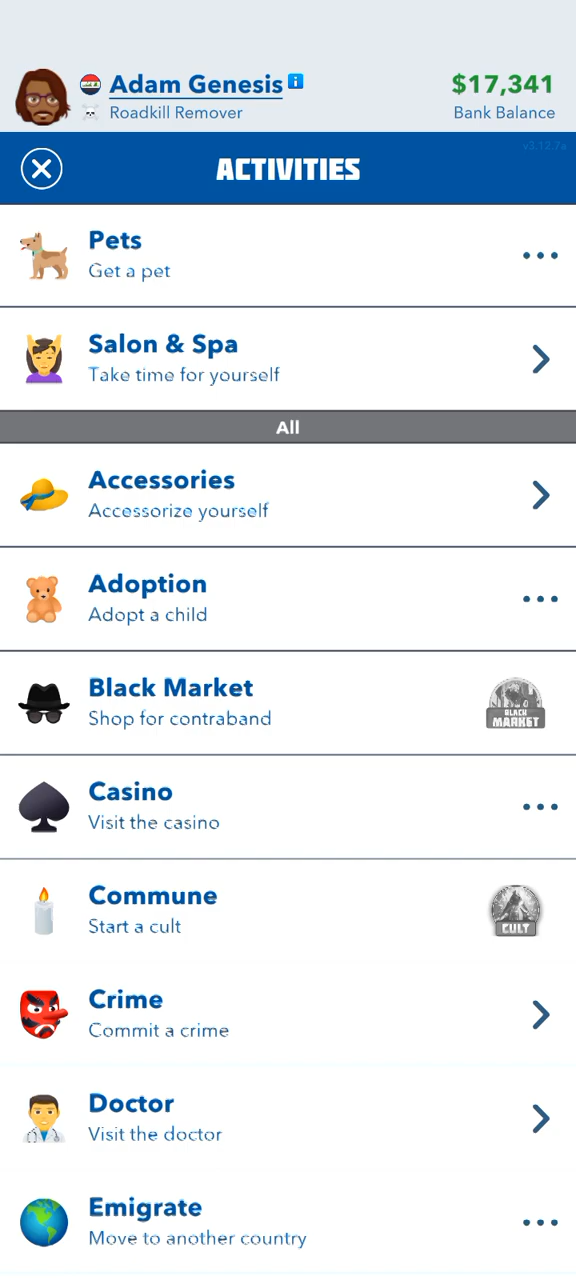 Adam Genesis
$17,341
Roadkill Remover
Bank Balance
v3.12.7a
ACTIVITIES
Pets
Get a pet
Salon & Spa
Take time for yourself
All
Accessories
Accessorize yourself
Adoption
Adopt a child
Black Market
Shop for contraband
BLACK
MARKET
Casino
Visit the casino
Commune
Start a cult
CULT
Crime
Commit a crime
Doctor
Visit the doctor
Emigrate
Move to another country